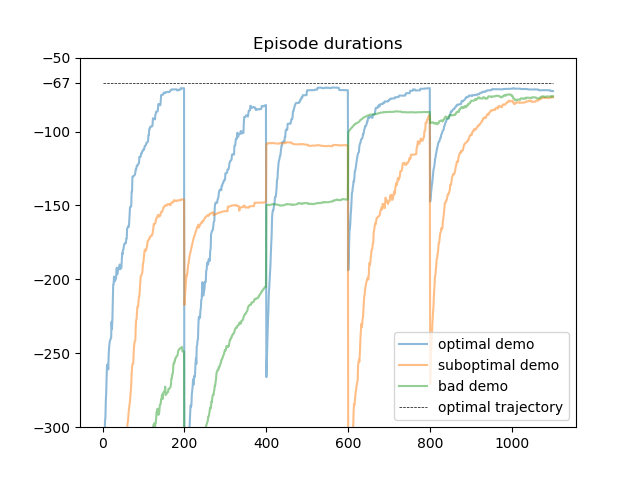 Episode durations
−50
−67
−100
−150
−200
−250
−300
0 200 400 600 800 1000
optimal demo
suboptimal demo
bad demo
optimal trajectory